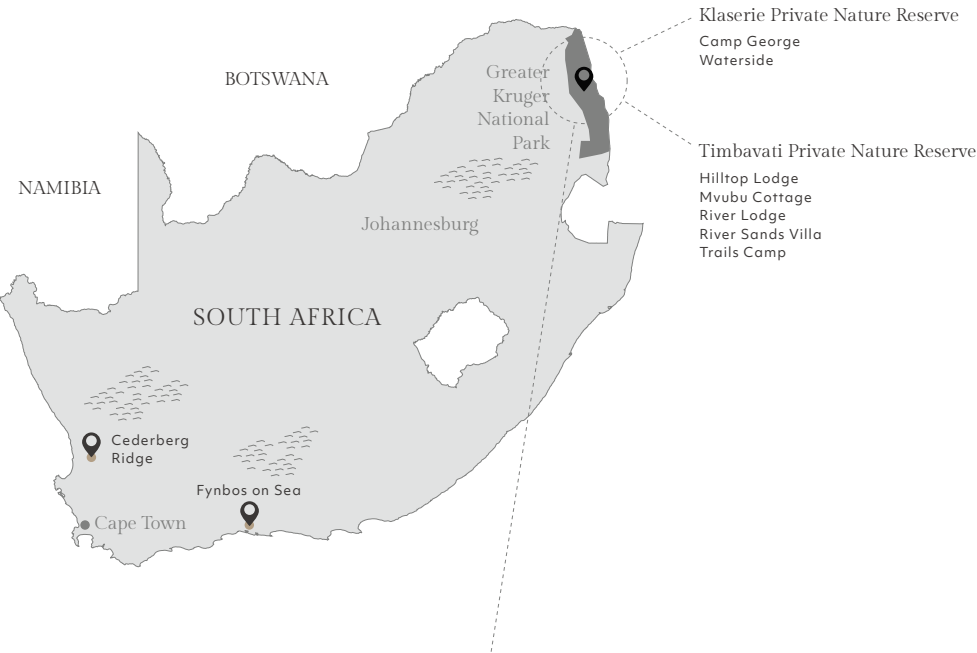 Klaserie Private Nature Reserve
Camp George
Waterside
BOTSWANA
Greater
Kruger
National
Park
Timbavati Private Nature Reserve
Hilltop Lodge
Mvubu Cottage
River Lodge
River Sands Villa
Trails Camp
NAMIBIA
Johannesburg
SOUTH AFRICA
Cederberg
Ridge
Fynbos on Sea
Cape Town